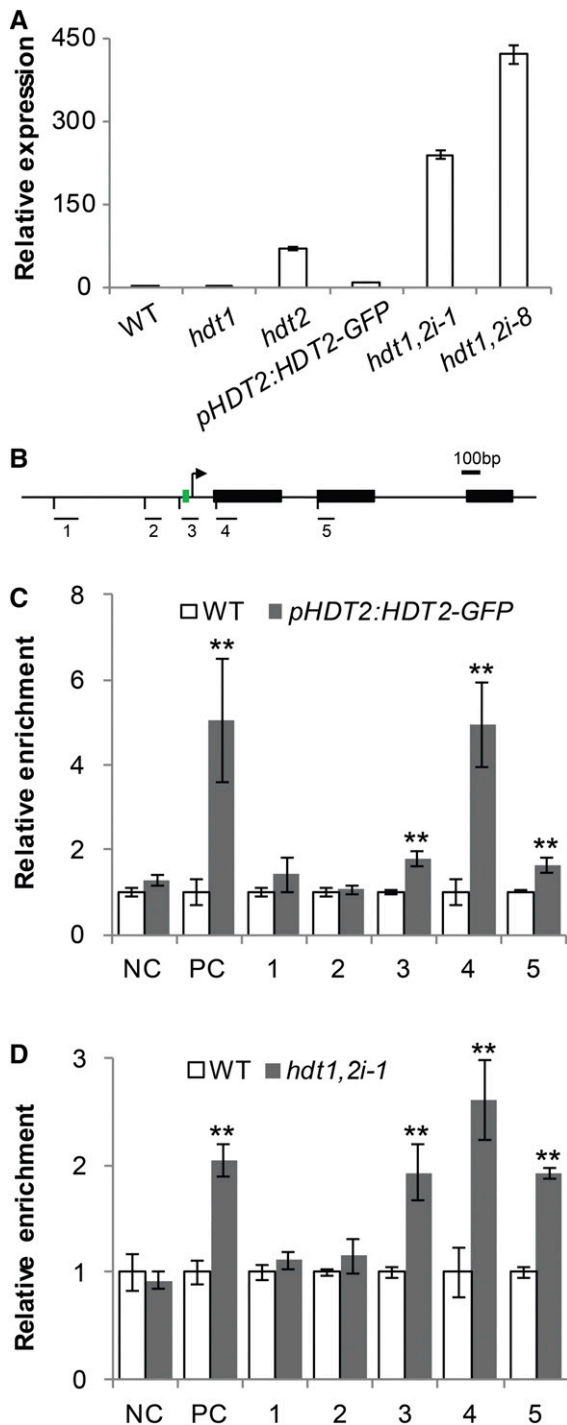 A
Relative expression
450
300
150
0
WT
hdt1
hdt2
pHDT2:HDT2-GFP
hdt1,2i-1
hdt1,2i-8
B
100bp
1 2 3 4 5
C
Relative enrichment
8
6
4
2
0
WT pHDT2:HDT2-GFP
**
**
**
**
NC PC 1 2 3 4 5
D
Relative enrichment
3
2
1
0
WT hdt1,2i-1
**
**
**
**
NC PC 1 2 3 4 5